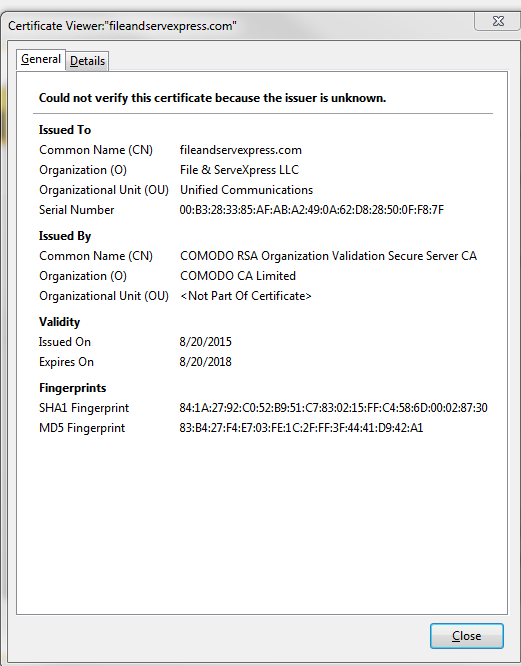 Certificate Viewer:"fileandservexpress.com"
General Details
Could not verify this certificate because the issuer is unknown.
Issued To
Common Name (CN) fileandservexpress.com
Organization (O) File & ServeXpress LLC
Organizational Unit (OU) Unified Communications
Serial Number 00:B3:28:33:85:AF:AB:A2:49:0A:62:D8:28:50:0F:F8:7F
Issued By
Common Name (CN) COMODO RSA Organization Validation Secure Server CA
Organization (O) COMODO CA Limited
Organizational Unit (OU) <Not Part Of Certificate>
Validity
Issued On 8/20/2015
Expires On 8/20/2018
Fingerprints
SHA1 Fingerprint 84:1A:27:92:C0:52:B9:51:C7:83:02:15:FF:C4:58:6D:00:02:87:30
MD5 Fingerprint 83:B4:27:F4:E7:03:FE:1C:2F:FF:3F:44:41:D9:42:A1
Close